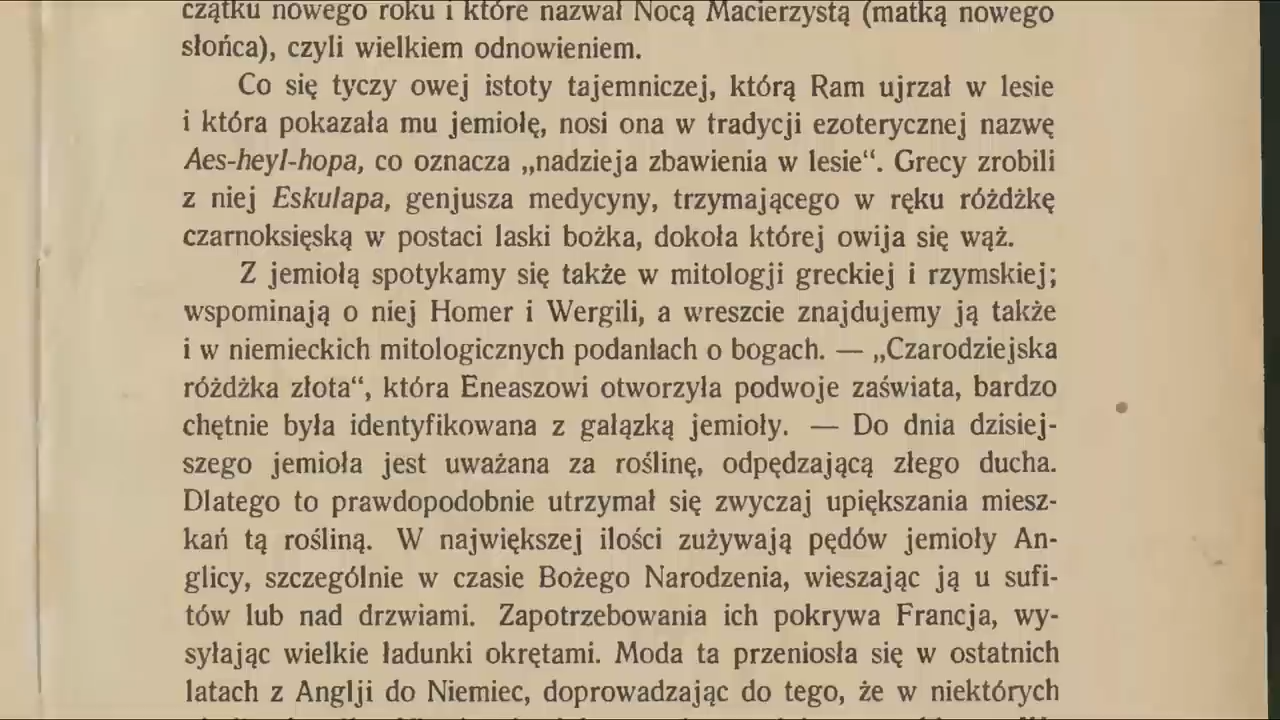 czątku nowego roku i które nazwał Nocą Macierzystą (matką nowego
słońca), czyli wielkiem odnowieniem.
Co się tyczy owej istoty tajemniczej, którą Ram ujrzał w lesie
i która pokazała mu jemiołę, nosi ona w tradycji ezoterycznej nazwę
Aes-heyl-hopa, co oznacza „nadzieja zbawienia w lesie“. Grecy zrobili
z niej Eskulapa, genjusza medycyny, trzymającego w ręku różdżkę
czarnoksięską w postaci laski bożka, dokoła której owija się wąż.
Z jemiołą spotykamy się także w mitologji greckiej i rzymskiej;
wspominają o niej Homer i Wergili, a wreszcie znajdujemy ją także
i w niemieckich mitologicznych podaniach o bogach. — „Czarodziejska
różdżka złota“, która Eneaszowi otworzyła podwoje zaświata, bardzo
chętnie była identyfikowana z gałązką jemioły. — Do dnia dzisiej-
szego jemioła jest uważana za roślinę, odpędzającą złego ducha.
Dlatego to prawdopodobnie utrzymał się zwyczaj upiększania miesz-
kań tą rośliną. W największej ilości zużywają pędów jemioły An-
glicy, szczególnie w czasie Bożego Narodzenia, wieszając ją u sufi-
tów lub nad drzwiami. Zapotrzebowania ich pokrywa Francja, wy-
syłając wielkie ładunki okrętami. Moda ta przeniosła się w ostatnich
latach z Anglji do Niemiec, doprowadzając do tego, że w niektórych